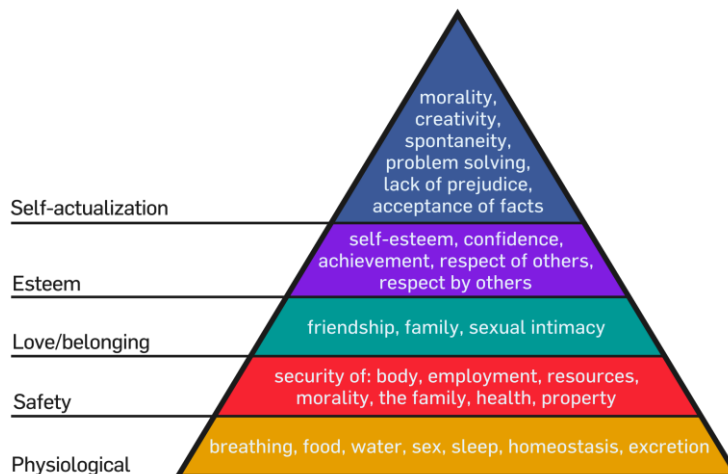 morality,
creativity,
spontaneity,
problem solving,
lack of prejudice,
acceptance of facts
Self-actualization
self-esteem, confidence,
achievement, respect of others,
respect by others
Esteem
friendship, family, sexual intimacy
Love/belonging
security of: body, employment, resources,
morality, the family, health, property
Safety
breathing, food, water, sex, sleep, homeostasis, excretion
Physiological